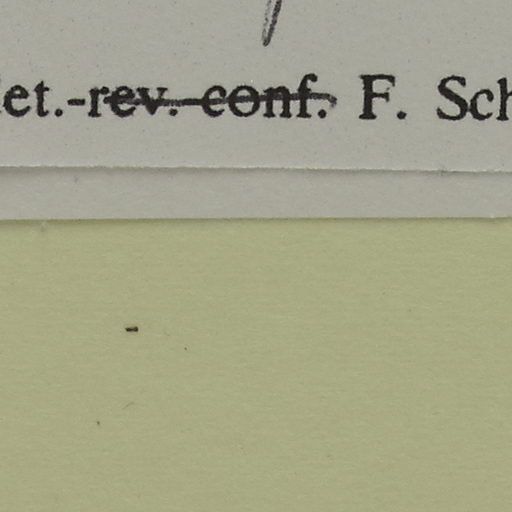 et.-rev. conf. F. Sch